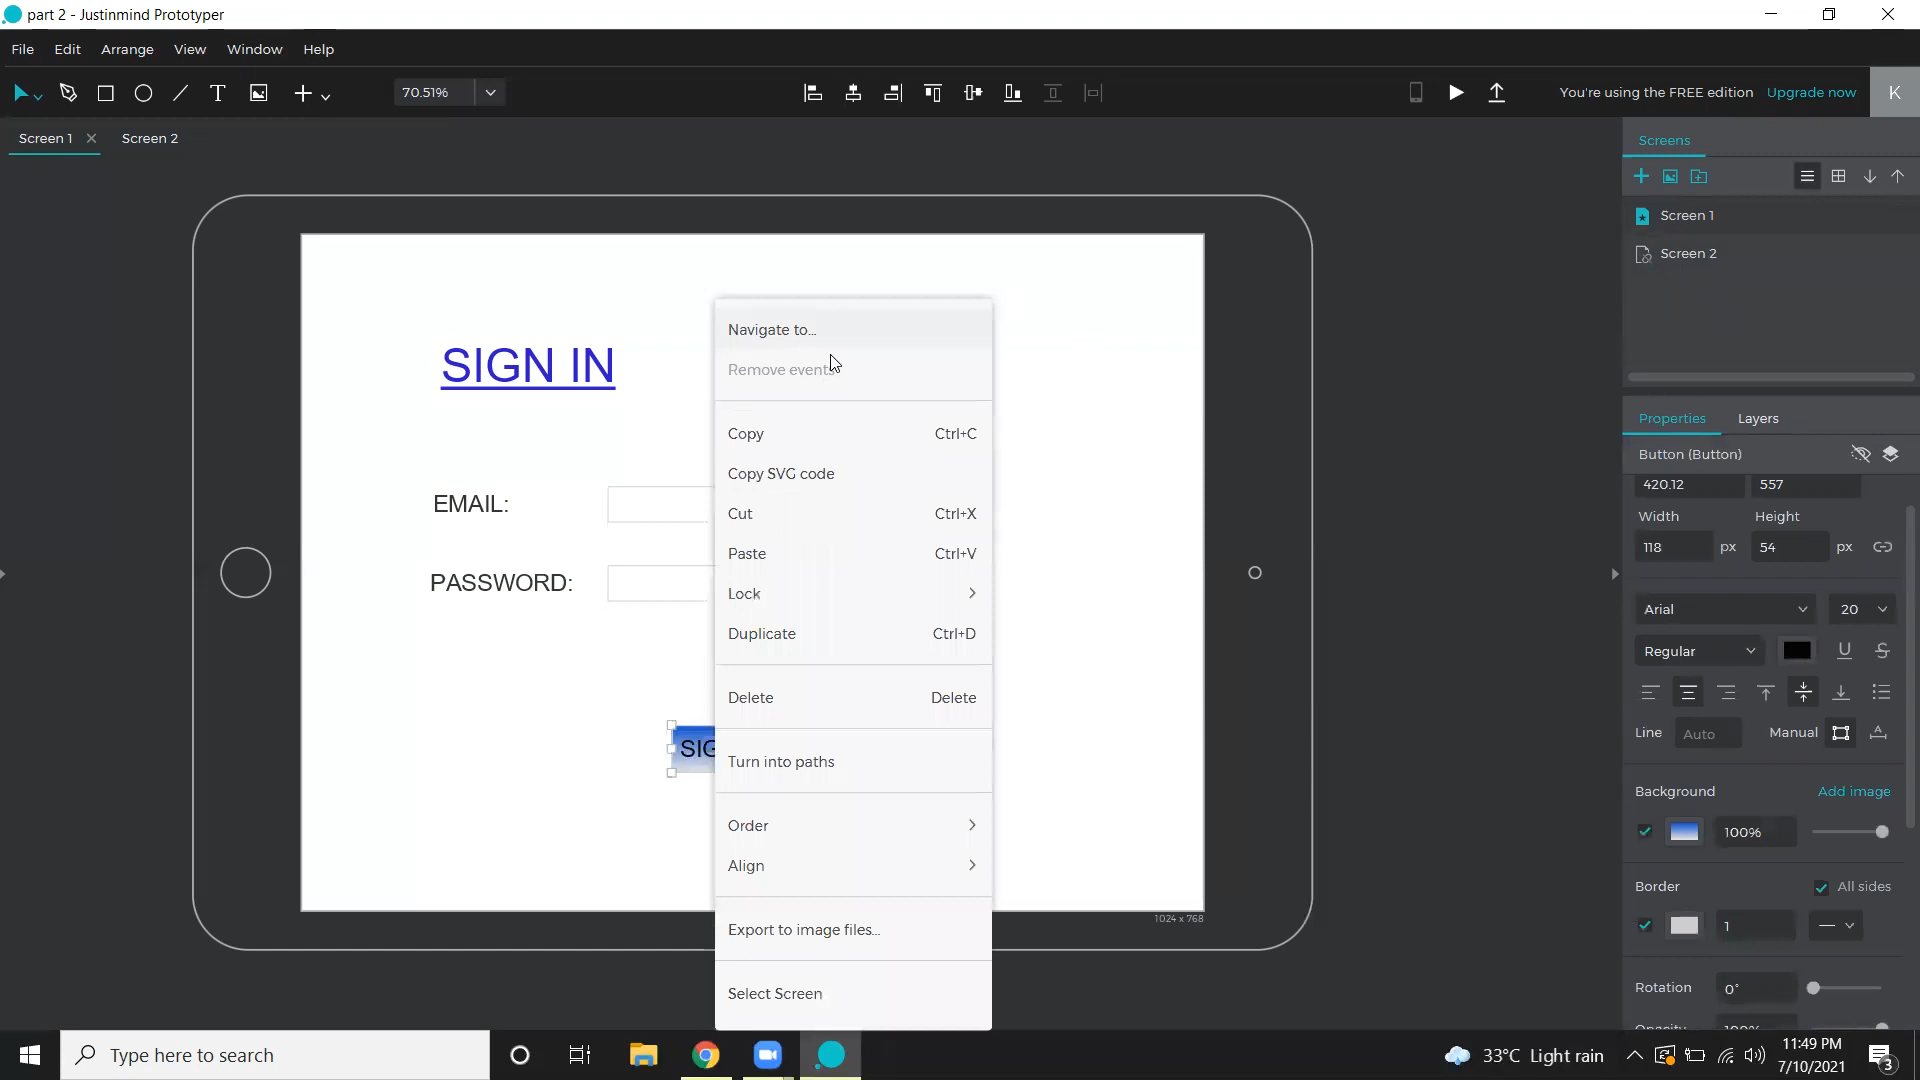 part 2 - Justinmind Prototyper
File Edit Arrange View Window Help
70.51%
You're using the FREE edition Upgrade now K
Screen 1 Screen 2
Screens
Screen 1
Screen 2
SIGN IN
EMAIL:
PASSWORD:
SIG
1024 x 768
Navigate to...
Remove events
Copy Ctrl+C
Copy SVG code
Cut Ctrl+X
Paste Ctrl+V
Lock
Duplicate Ctrl+D
Delete Delete
Turn into paths
Order
Align
Export to image files...
Select Screen
Properties Layers
Button (Button)
420.12 557
Width Height
118 px 54 px
Arial 20
Regular U S
Line Auto Manual
Background Add image
100%
Border All sides
1
Rotation 0°
Opacity 100%
Type here to search
33°C Light rain
11:49 PM
7/10/2021
3